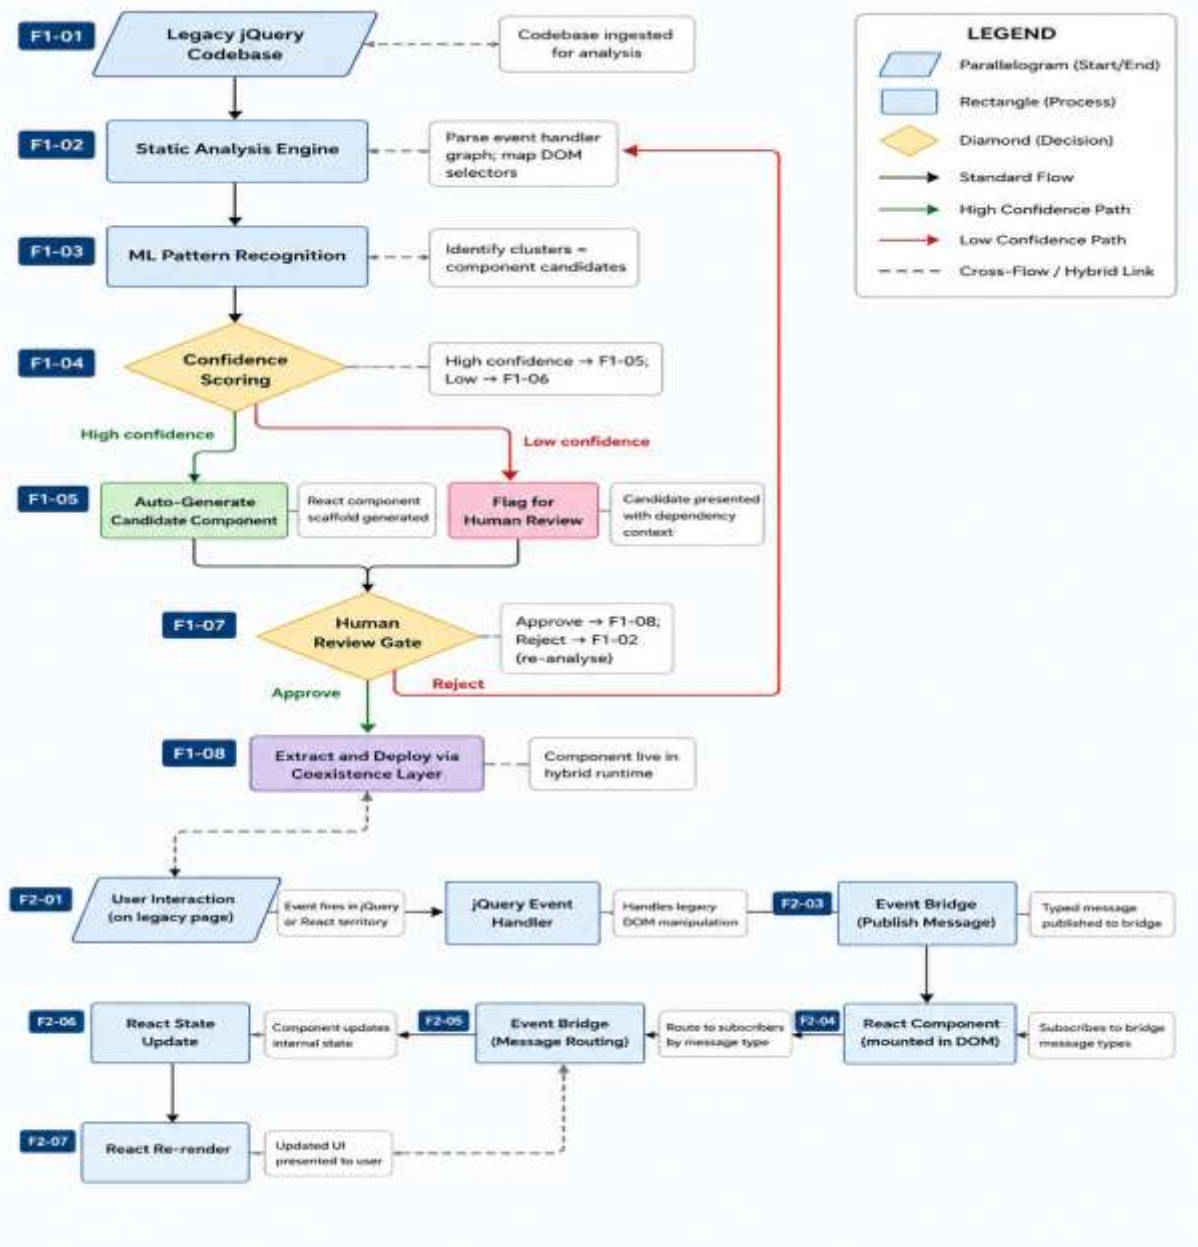 F1-01
Legacy jQuery
Codebase
Codebase ingested
for analysis
LEGEND
Parallelogram (Start/End)
Rectangle (Process)
Diamond (Decision)
Standard Flow
High Confidence Path
Low Confidence Path
Cross-Flow / Hybrid Link
F1-02
Static Analysis Engine
Parse event handler
graph; map DOM
selectors
F1-03
ML Pattern Recognition
Identify clusters =
component candidates
F1-04
Confidence
Scoring
High confidence → F1-05;
Low → F1-06
High confidence
Low confidence
F1-05
Auto-Generate
Candidate Component
React component
scaffold generated
Flag for
Human Review
Candidate presented
with dependency
context
F1-07
Human
Review Gate
Approve → F1-08;
Reject → F1-02
(re-analyse)
Approve
Reject
F1-08
Extract and Deploy via
Coexistence Layer
Component live in
hybrid runtime
F2-01
User Interaction
(on legacy page)
Event fires in jQuery
or React territory
jQuery Event
Handler
Handles legacy
DOM manipulation
F2-03
Event Bridge
(Publish Message)
Typed message
published to bridge
F2-06
React State
Update
Component updates
internal state
F2-05
Event Bridge
(Message Routing)
Route to subscribers
by message type
F2-04
React Component
(mounted in DOM)
Subscribes to bridge
message types
F2-07
React Re-render
Updated UI
presented to user